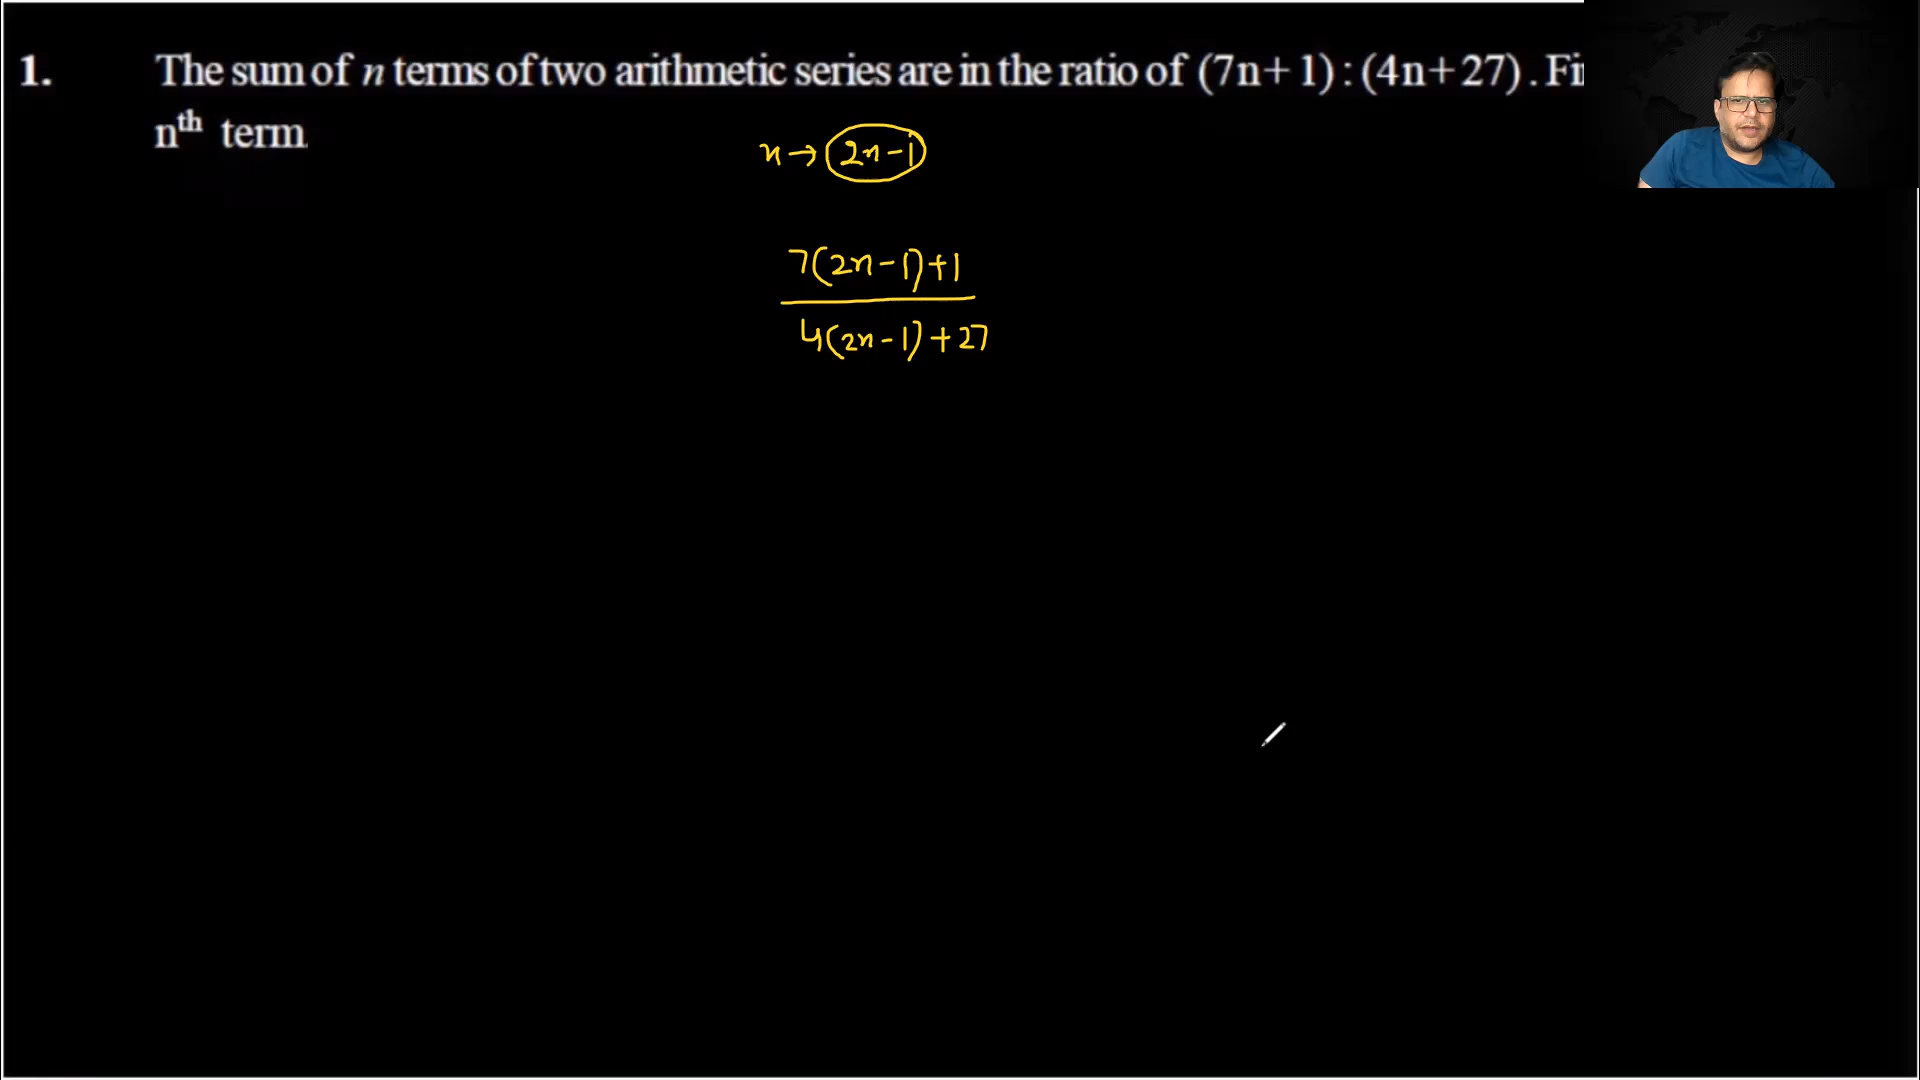 1. The sum of n terms of two arithmetic series are in the ratio of (7n+1):(4n+27). Fi
nth term.
n→(2n-1)
7(2n-1)+1
4(2n-1)+27